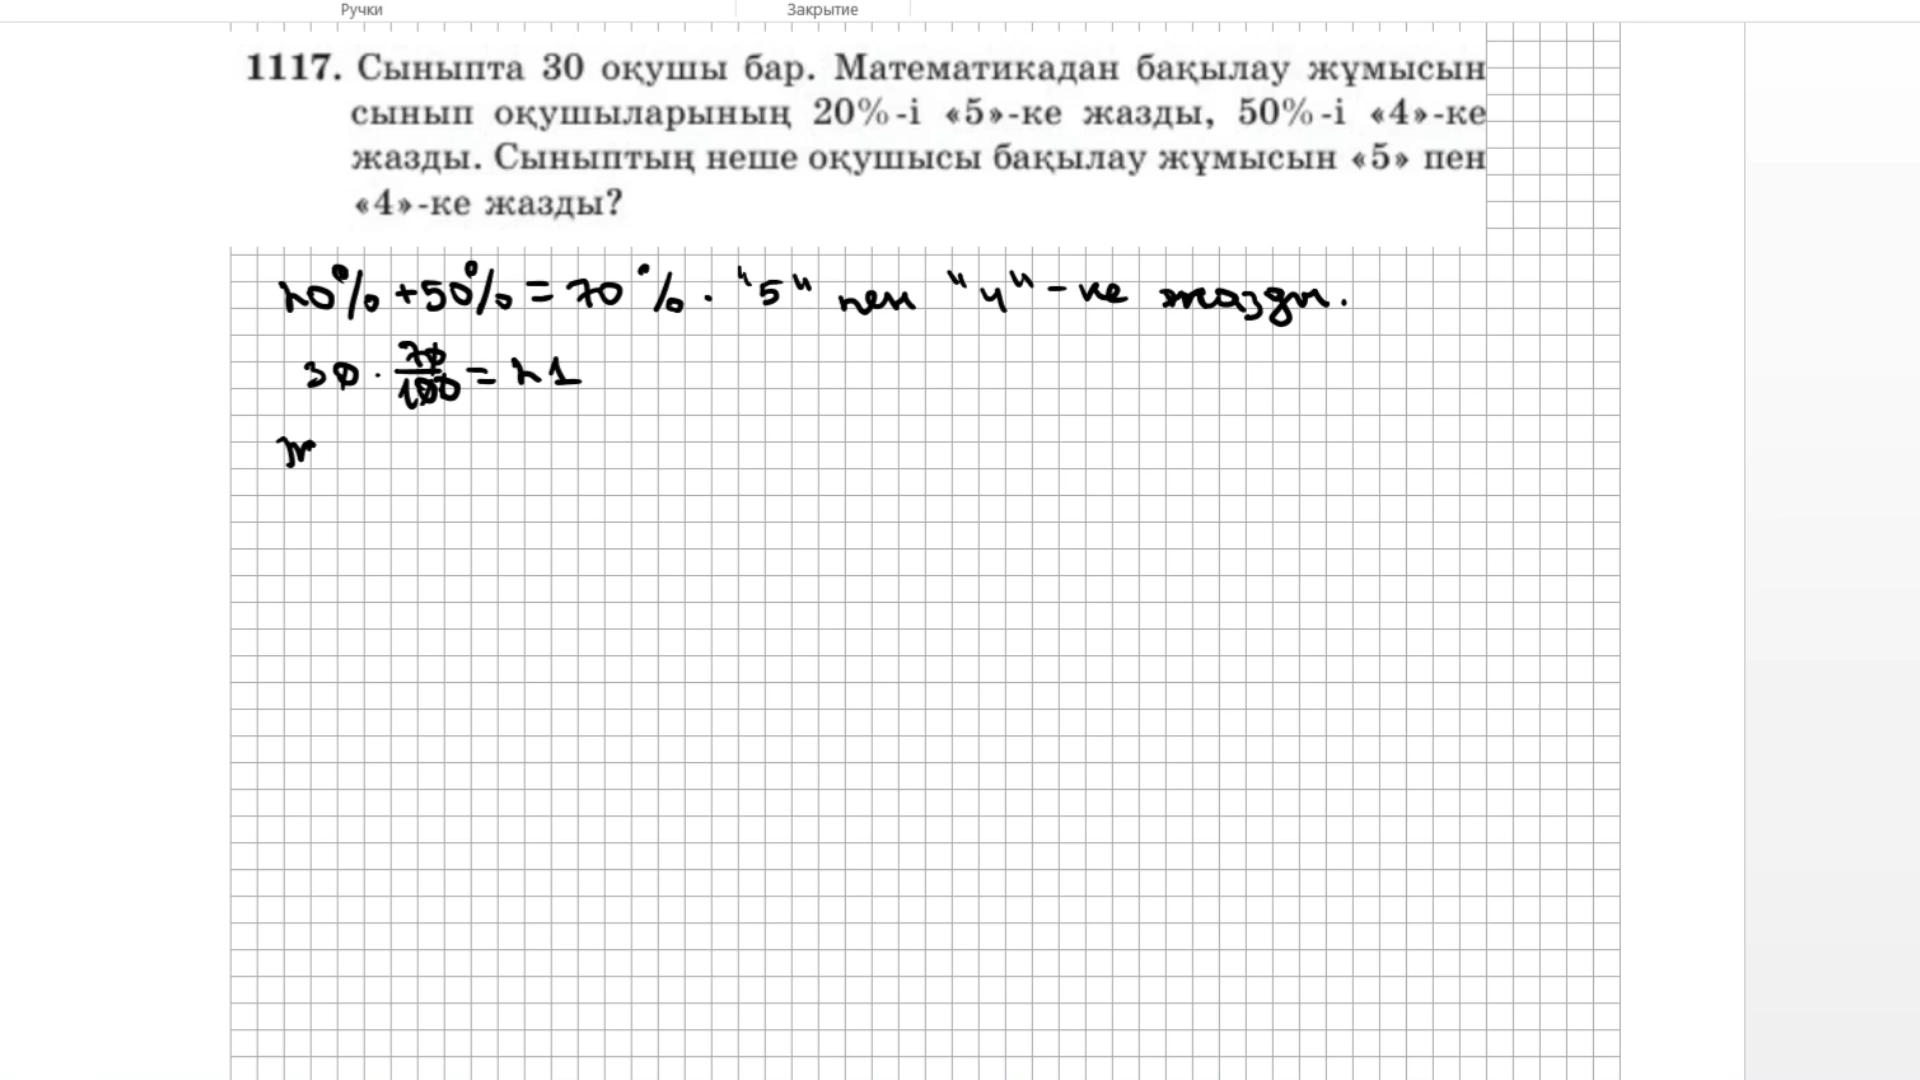 Ручки Закрытие
1117. Сыныпта 30 оқушы бар. Математикадан бақылау жұмысын
сынып оқушыларының 20%-і «5»-ке жазды, 50%-і «4»-ке
жазды. Сыныптың неше оқушысы бақылау жұмысын «5» пен
«4»-ке жазды?
20% + 50% = 70%. "5" пен "4"-ке жазды.
30 · 70/100 = 21